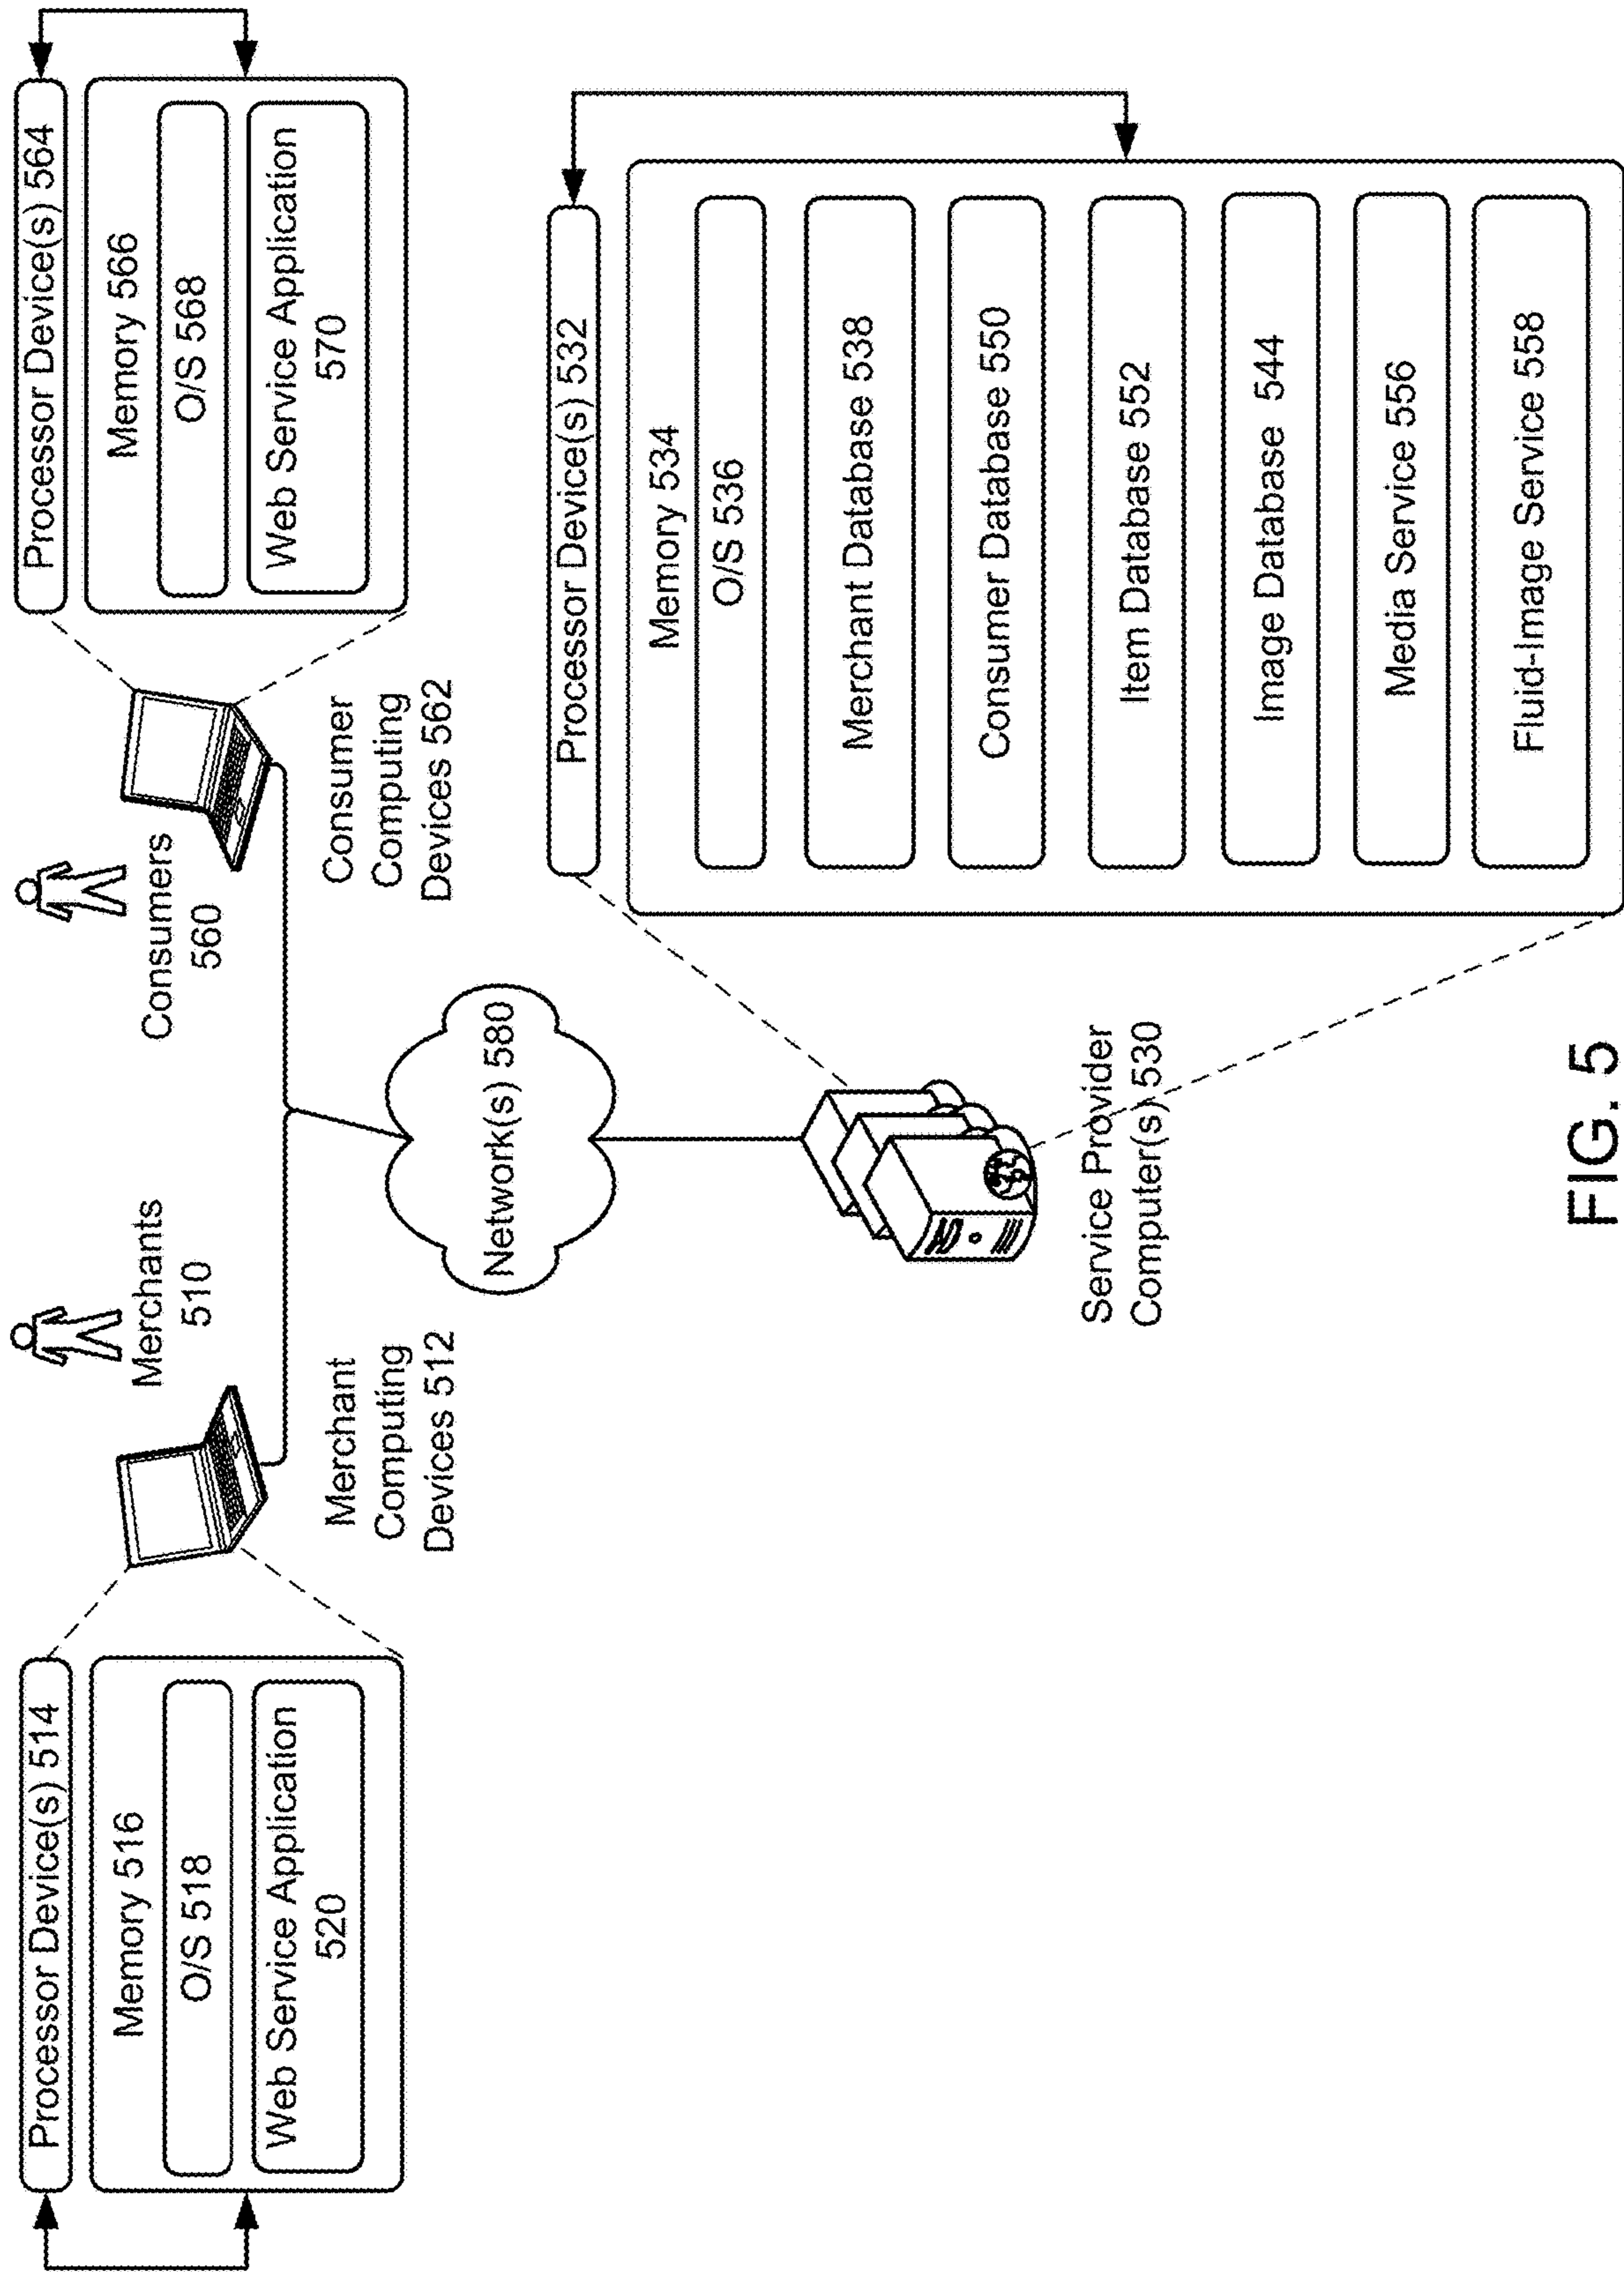 Processor Device(s) 514
Memory 516
O/S 518
Web Service Application
520
Merchants
510
Merchant
Computing
Devices 512
Consumers
560
Consumer
Computing
Devices 562
Processor Device(s) 564
Memory 566
O/S 568
Web Service Application
570
Network(s) 580
Service Provider
Computer(s) 530
Processor Device(s) 532
Memory 534
O/S 536
Merchant Database 538
Consumer Database 550
Item Database 552
Image Database 544
Media Service 556
Fluid-Image Service 558
FIG. 5